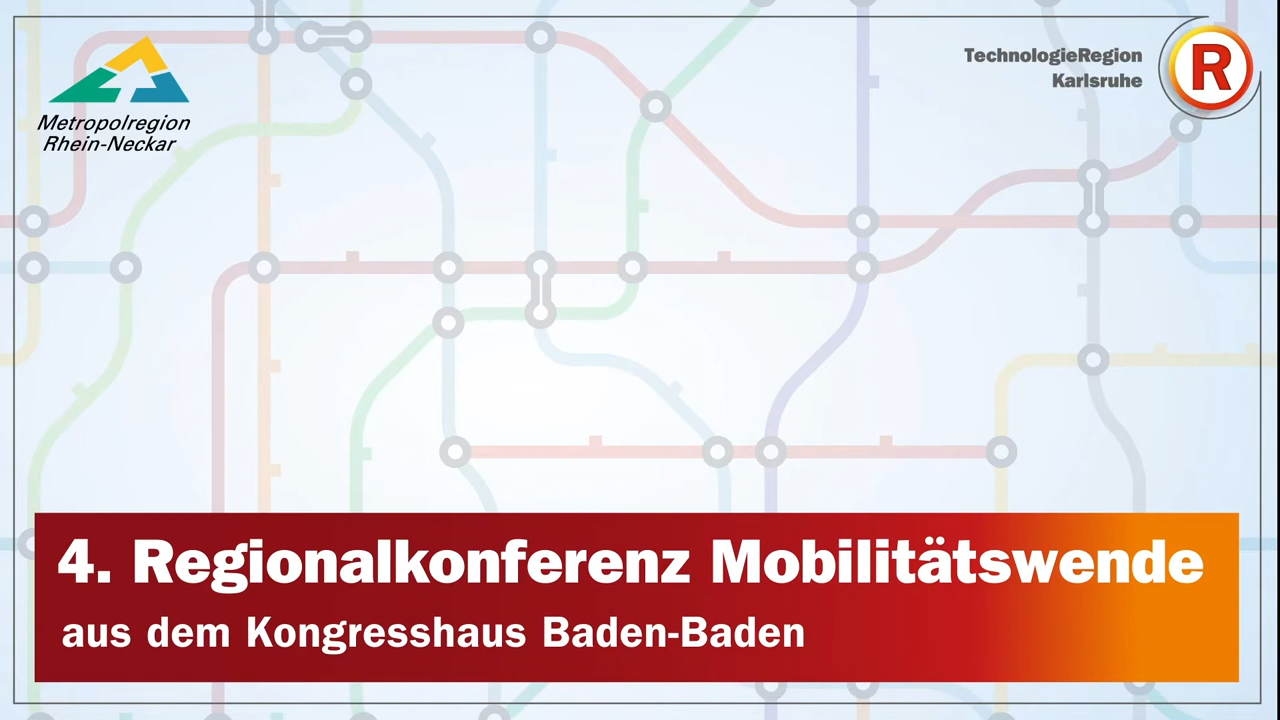 Metropolregion
Rhein-Neckar
TechnologieRegion
Karlsruhe
R
4. Regionalkonferenz Mobilitätswende
aus dem Kongresshaus Baden-Baden